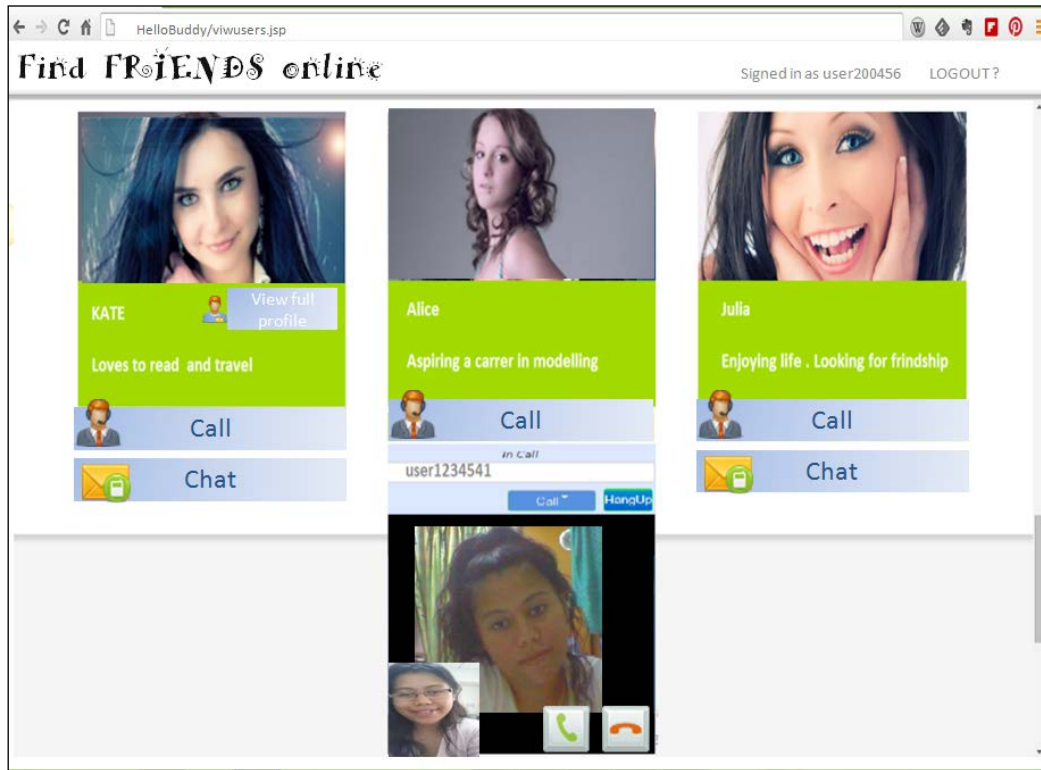 HelloBuddy/viwusers.jsp
Find FRiENDS online
Signed in as user200456 LOGOUT?
KATE
View full
profile
Loves to read and travel
Call
Chat
Alice
Aspiring a carrer in modelling
Call
In Call
user1234541
Call
HangUp
Julia
Enjoying life . Looking for frindship
Call
Chat